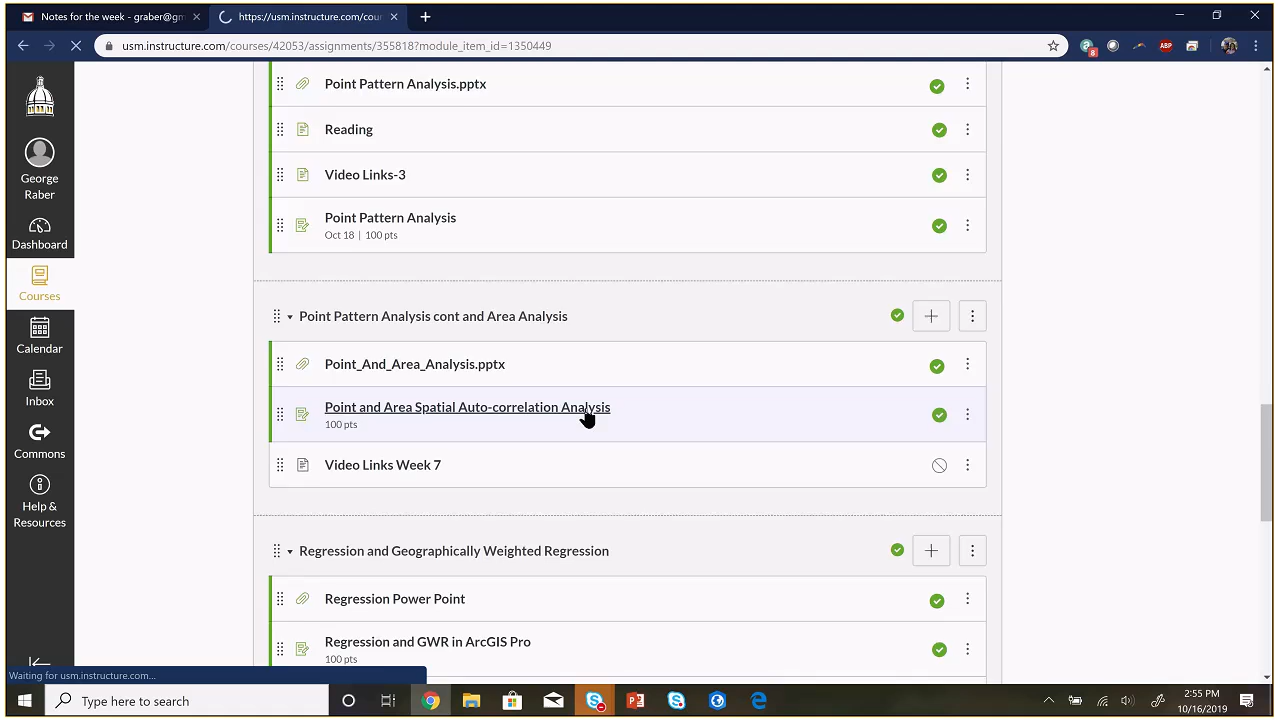 Notes for the week - graber@gm
https://usm.instructure.com/cou
usm.instructure.com/courses/42053/assignments/355818?module_item_id=1350449
8
ABP
George
Raber
Dashboard
Courses
Calendar
Inbox
Commons
Help &
Resources
Point Pattern Analysis.pptx
Reading
Video Links-3
Point Pattern Analysis
Oct 18 | 100 pts
Point Pattern Analysis cont and Area Analysis
Point_And_Area_Analysis.pptx
Point and Area Spatial Auto-correlation Analysis
100 pts
Video Links Week 7
Regression and Geographically Weighted Regression
Regression Power Point
Regression and GWR in ArcGIS Pro
100 pts
Waiting for usm.instructure.com...
Type here to search
2:55 PM
10/16/2019